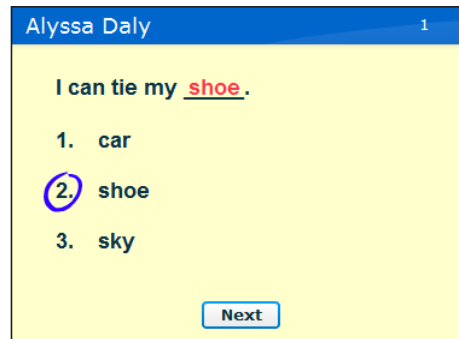 Alyssa Daly 1
I can tie my shoe.
1. car
2. shoe
3. sky
Next